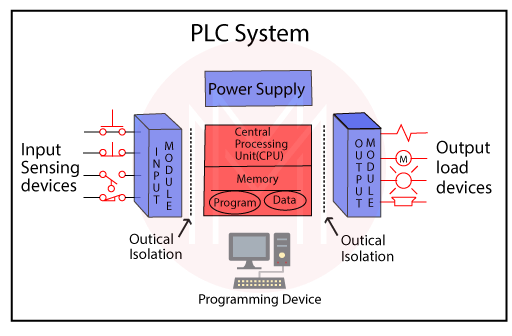 PLC System
Power Supply
Input
Sensing
devices
INPUT
MODULE
Central
Processing
Unit(CPU)
Memory
Program
Data
OUTPUT
MODULE
M
Output
load
devices
Outical
Isolation
Outical
Isolation
Programming Device